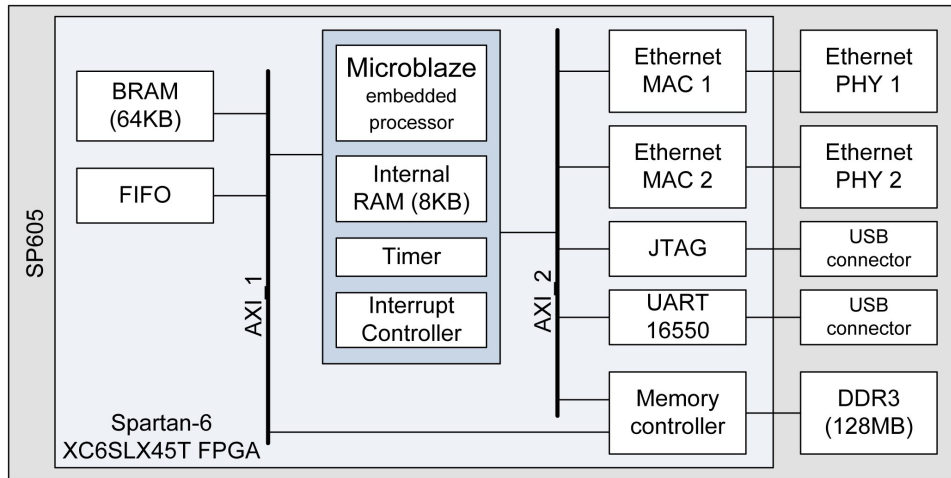 SP605
BRAM
(64KB)
FIFO
AXI_1
Spartan-6
XC6SLX45T FPGA
Microblaze
embedded
processor
Internal
RAM (8KB)
Timer
Interrupt
Controller
AXI_2
Ethernet
MAC 1
Ethernet
PHY 1
Ethernet
MAC 2
Ethernet
PHY 2
JTAG
USB
connector
UART
16550
USB
connector
Memory
controller
DDR3
(128MB)